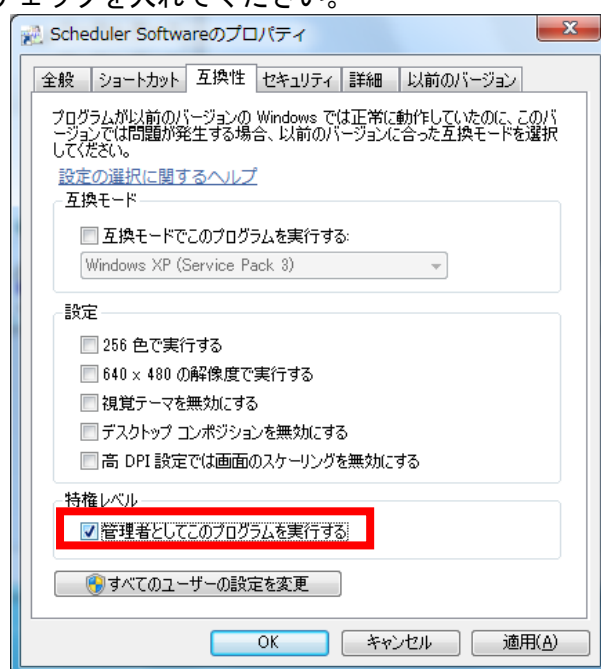 チェックを入れてください。
Scheduler Softwareのプロパティ
全般 ショートカット 互換性 セキュリティ 詳細 以前のバージョン
プログラムが以前のバージョンの Windows では正常に動作していたのに、このバ
ージョンでは問題が発生する場合、以前のバージョンに合った互換モードを選択
してください。
設定の選択に関するヘルプ
互換モード
互換モードでこのプログラムを実行する:
Windows XP (Service Pack 3)
設定
256 色で実行する
640 x 480 の解像度で実行する
視覚テーマを無効にする
デスクトップ コンポジションを無効にする
高 DPI 設定では画面のスケーリングを無効にする
特権レベル
管理者としてこのプログラムを実行する
すべてのユーザーの設定を変更
OK キャンセル 適用(A)